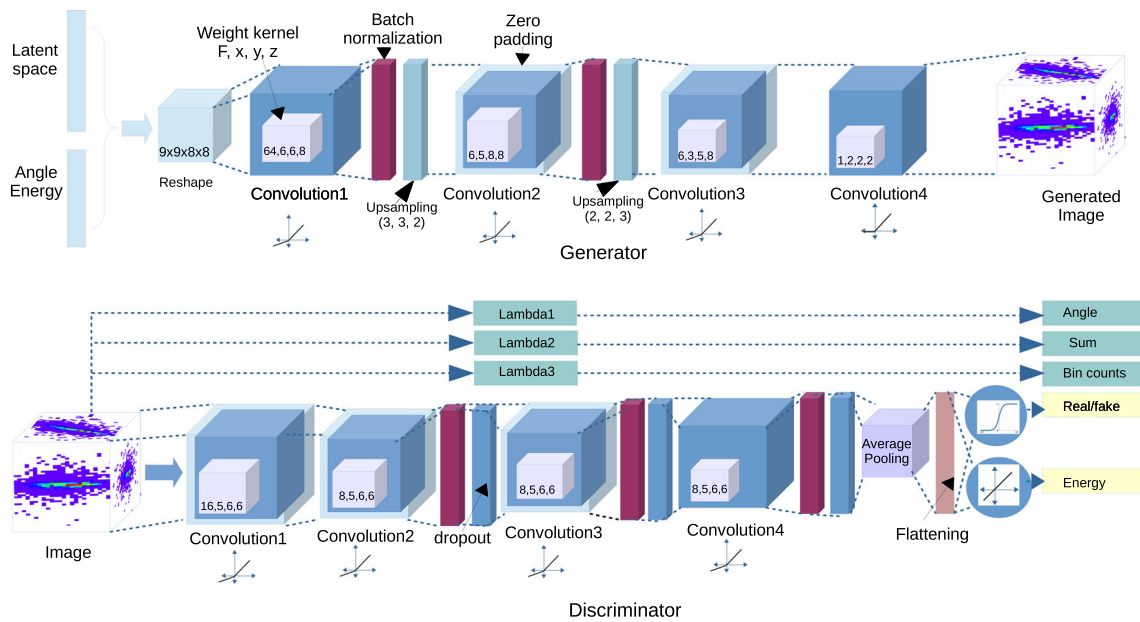 Latent
space
Angle
Energy
9x9x8x8
Reshape
Weight kernel
F, x, y, z
64,6,6,8
Convolution1
Batch
normalization
Upsampling
(3, 3, 2)
Zero
padding
6,5,8,8
Convolution2
Upsampling
(2, 2, 3)
6,3,5,8
Convolution3
1,2,2,2
Convolution4
Generated
Image
Generator
Lambda1
Angle
Lambda2
Sum
Lambda3
Bin counts
Image
16,5,6,6
Convolution1
8,5,6,6
Convolution2
dropout
8,5,6,6
Convolution3
8,5,6,6
Convolution4
Average
Pooling
Flattening
Real/fake
Energy
Discriminator